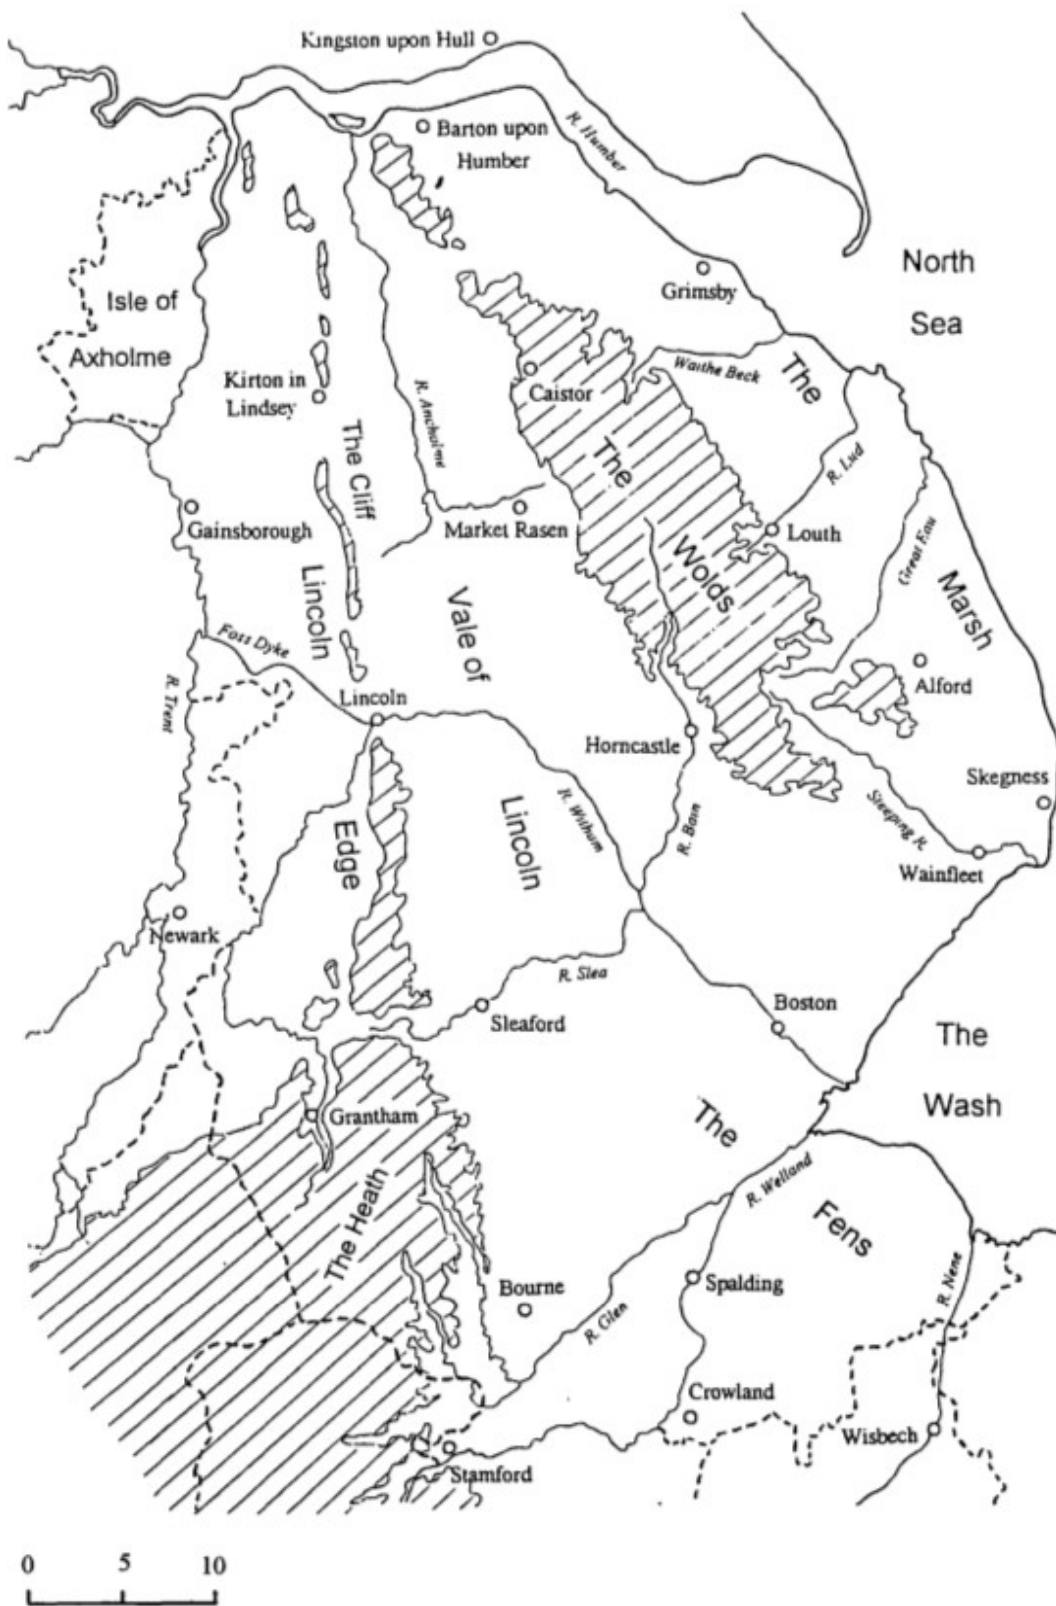 Kingston upon Hull
Barton upon
Humber
R. Humber
North
Sea
Isle of
Axholme
Grimsby
Kirton in
Lindsey
Caistor
Waithe Beck
The
R. Ancholme
The Cliff
The
R. Lud
Gainsborough
Market Rasen
Louth
Great Eau
Wolds
Marsh
Lincoln
Vale of
Foss Dyke
R. Trent
Lincoln
Alford
Horncastle
Skegness
Edge
Lincoln
R. Witham
R. Bain
Steeping R.
Wainfleet
Newark
R. Slea
Sleaford
Boston
The
Wash
Grantham
The
R. Welland
Fens
The Heath
Bourne
R. Glen
Spalding
R. Nene
Crowland
Wisbech
Stamford
0 5 10